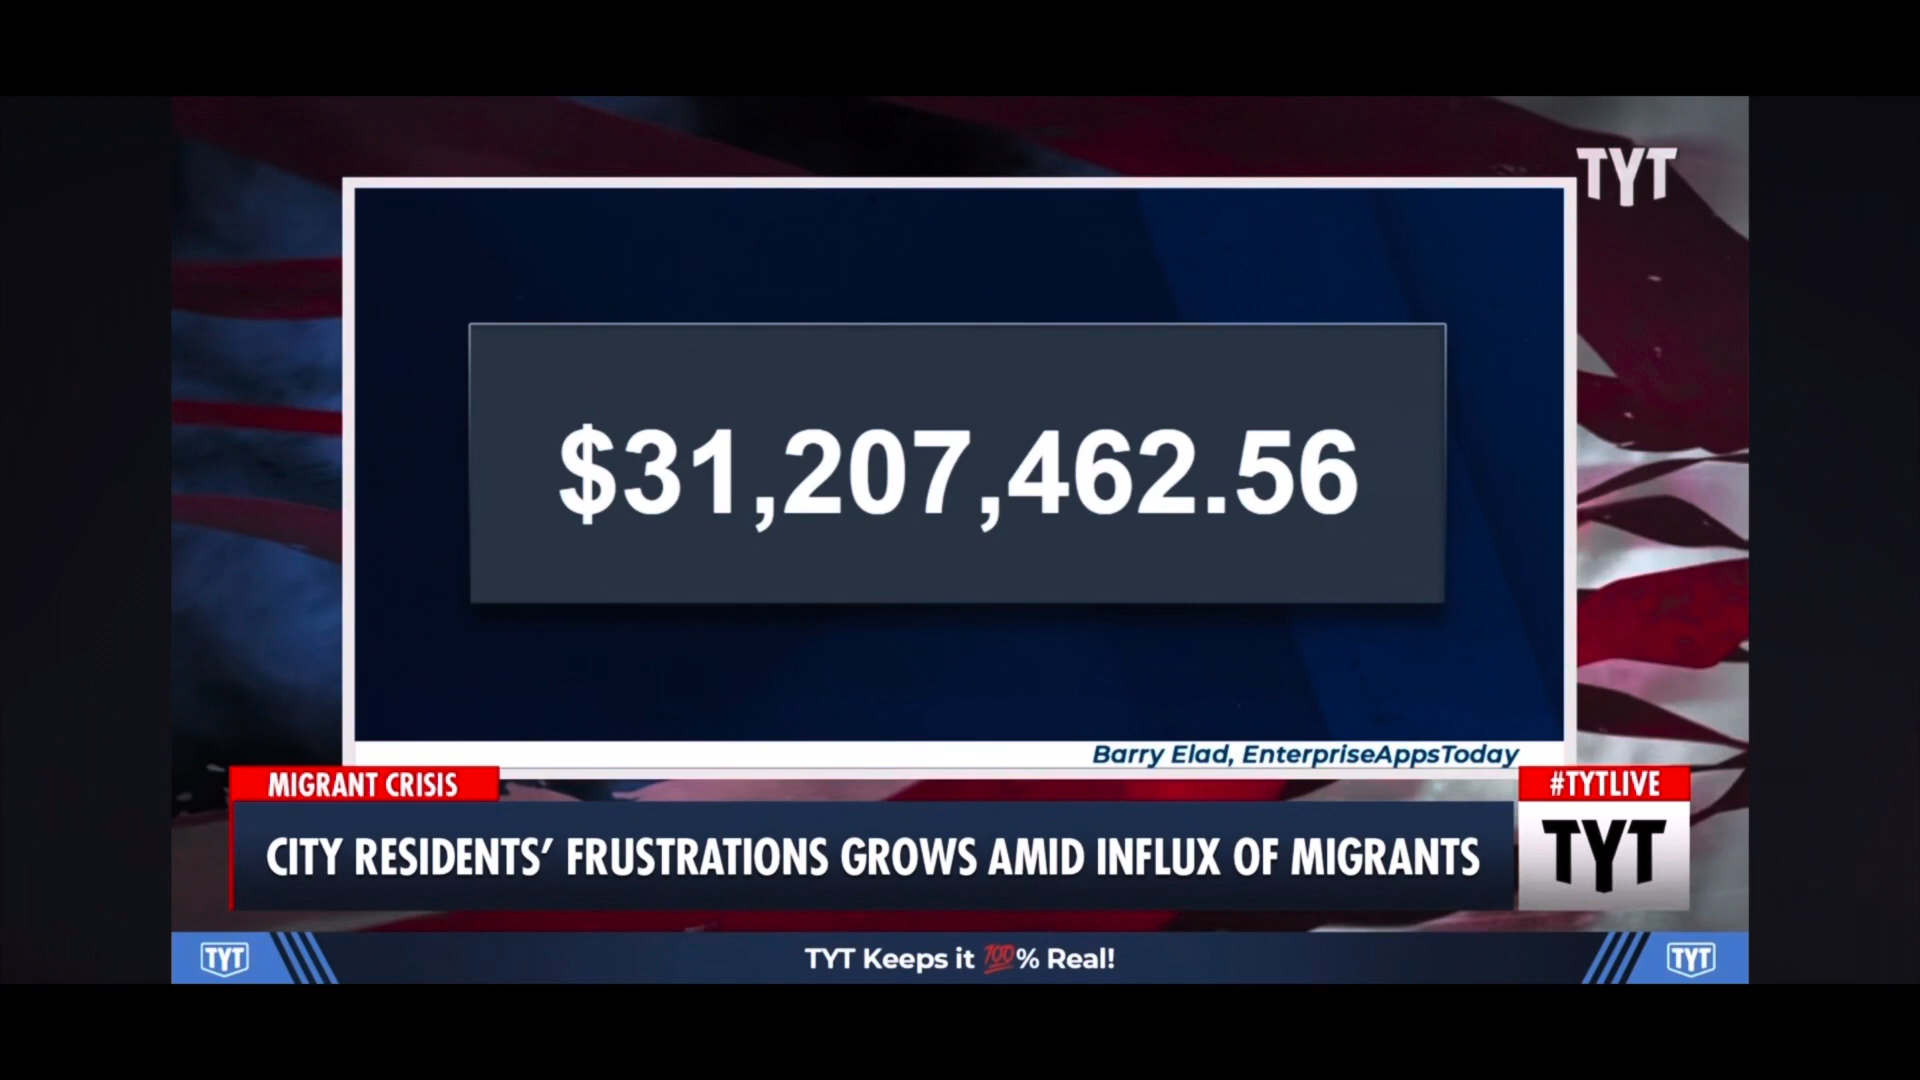 TYT
$31,207,462.56
Barry Elad, EnterpriseAppsToday
MIGRANT CRISIS
#TYTLIVE
CITY RESIDENTS' FRUSTRATIONS GROWS AMID INFLUX OF MIGRANTS
TYT
TYT
TYT Keeps it 💯% Real!
TYT